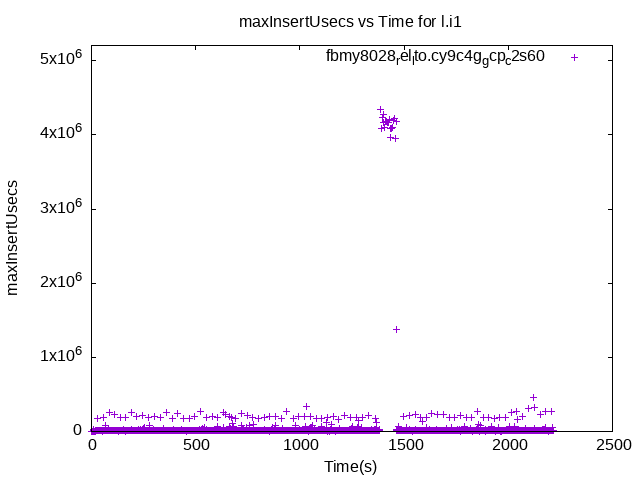 maxInsertUsecs vs Time for l.i1
fbmy8028rellto.cy9c4ggcpc2s60
5x10^6
4x10^6
3x10^6
2x10^6
1x10^6
0
maxInsertUsecs
0 500 1000 1500 2000 2500
Time(s)